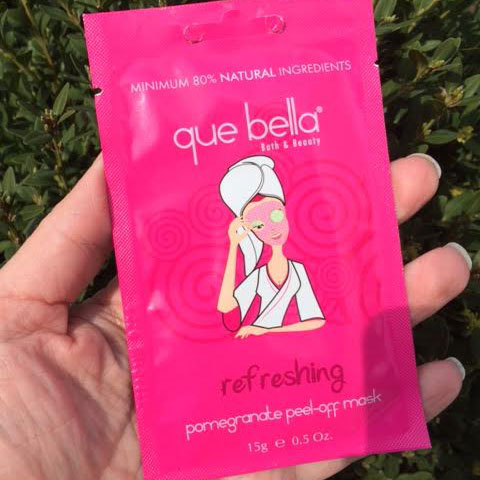 MINIMUM 80% NATURAL INGREDIENTS
que bella®
Bath & Beauty
refreshing
pomegranate peel-off mask
15g ℮ 0.5 Oz.